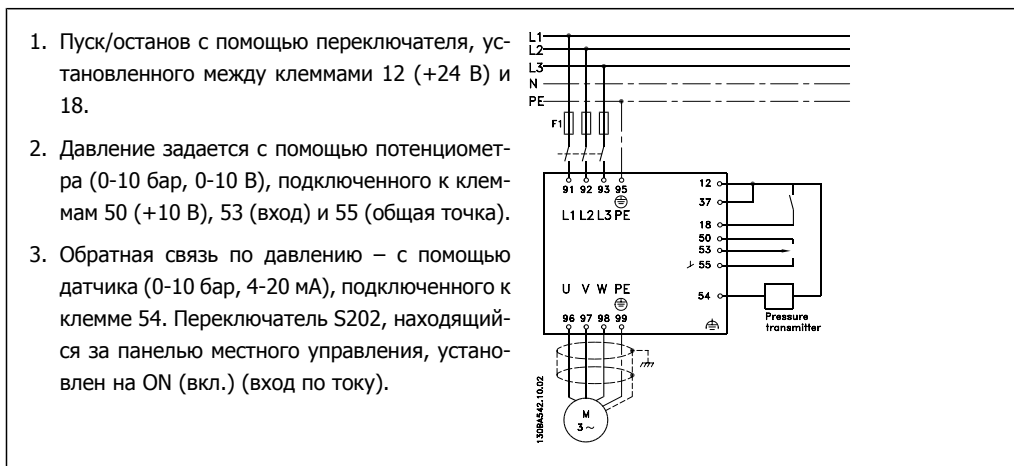 1. Пуск/останов с помощью переключателя, ус-
тановленного между клеммами 12 (+24 В) и
18.
2. Давление задается с помощью потенциомет-
ра (0-10 бар, 0-10 В), подключенного к клем-
мам 50 (+10 В), 53 (вход) и 55 (общая точка).
3. Обратная связь по давлению – с помощью
датчика (0-10 бар, 4-20 мА), подключенного к
клемме 54. Переключатель S202, находящий-
ся за панелью местного управления, устано-
влен на ON (вкл.) (вход по току).
L1
L2
L3
N
PE
F1
91 92 93 95
L1 L2 L3 PE
12
37
18
50
53
55
54
U V W PE
96 97 98 99
Pressure
transmitter
M
3~
130BA542.10.02